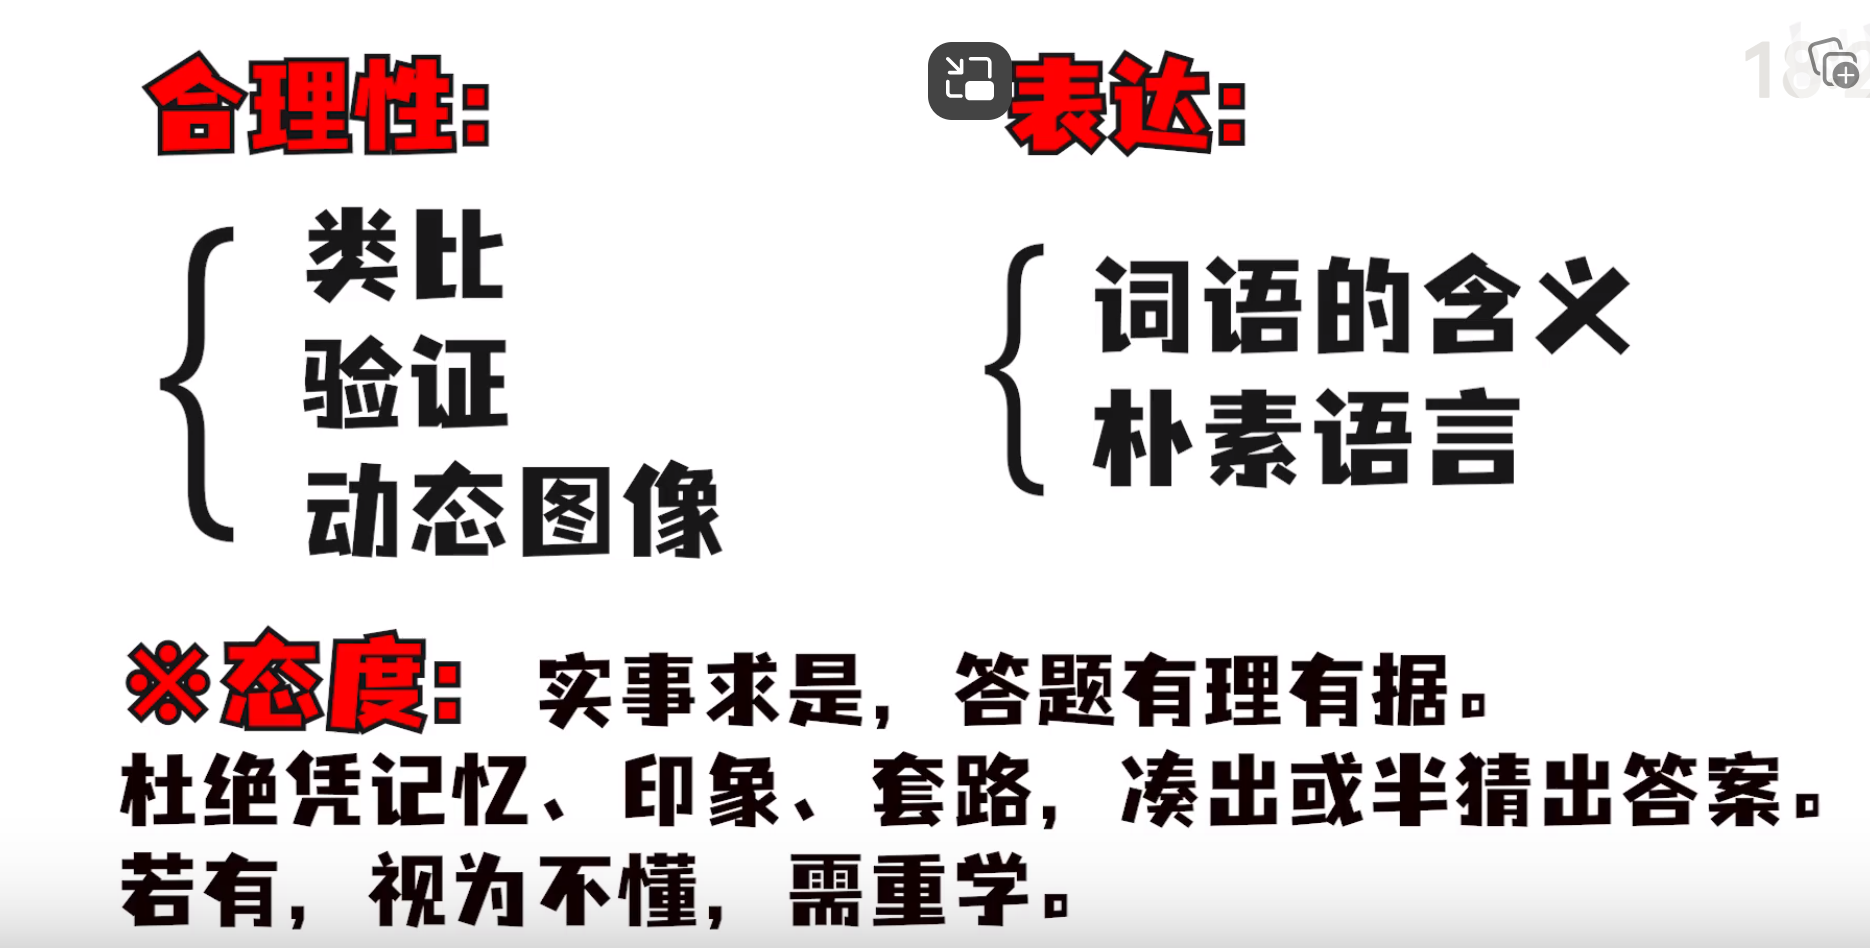 合理性:
类比
验证
动态图像
表达:
词语的含义
朴素语言
※态度: 实事求是，答题有理有据。
杜绝凭记忆、印象、套路，凑出或半猜出答案。
若有，视为不懂，需重学。